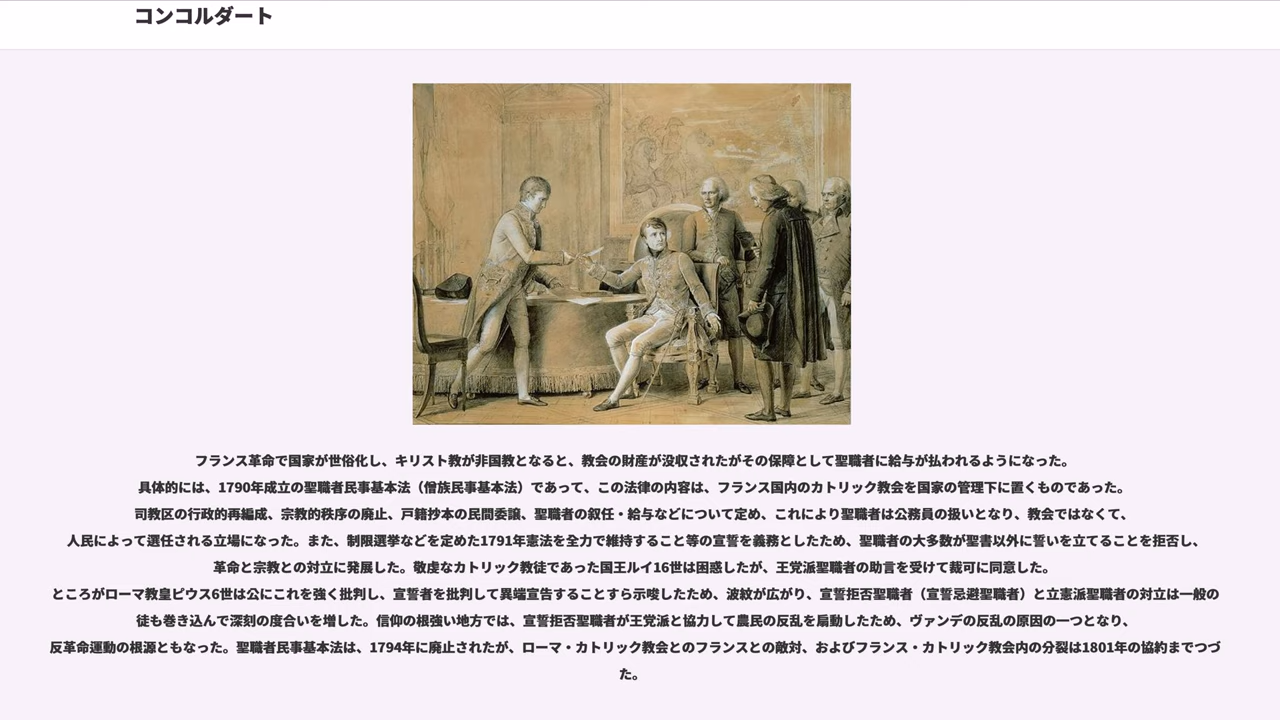 コンコルダート
フランス革命で国家が世俗化し、キリスト教が非国教となると、教会の財産が没収されたがその保障として聖職者に給与が払われるようになった。
具体的には、1790年成立の聖職者民事基本法（僧族民事基本法）であって、この法律の内容は、フランス国内のカトリック教会を国家の管理下に置くものであった。
司教区の行政的再編成、宗教的秩序の廃止、戸籍抄本の民間委譲、聖職者の叙任・給与などについて定め、これにより聖職者は公務員の扱いとなり、教会ではなくて、
人民によって選任される立場になった。また、制限選挙などを定めた1791年憲法を全力で維持すること等の宣誓を義務としたため、聖職者の大多数が聖書以外に誓いを立てることを拒否し、
革命と宗教との対立に発展した。敬虔なカトリック教徒であった国王ルイ16世は困惑したが、王党派聖職者の助言を受けて裁可に同意した。
ところがローマ教皇ピウス6世は公にこれを強く批判し、宣誓者を批判して異端宣告することすら示唆したため、波紋が広がり、宣誓拒否聖職者（宣誓忌避聖職者）と立憲派聖職者の対立は一般の
徒も巻き込んで深刻の度合いを増した。信仰の根強い地方では、宣誓拒否聖職者が王党派と協力して農民の反乱を扇動したため、ヴァンデの反乱の原因の一つとなり、
反革命運動の根源ともなった。聖職者民事基本法は、1794年に廃止されたが、ローマ・カトリック教会とのフランスとの敵対、およびフランス・カトリック教会内の分裂は1801年の協約までつづ
た。